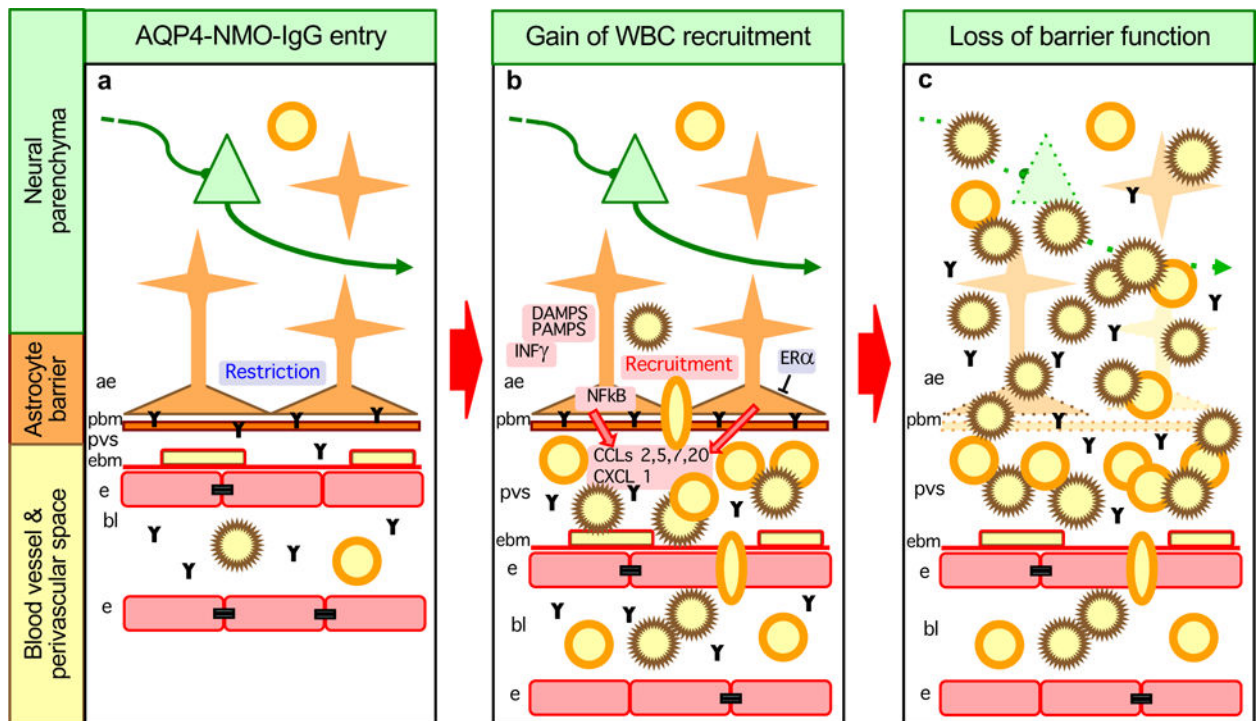 AQP4-NMO-IgG entry
Gain of WBC recruitment
Loss of barrier function
Neural
parenchyma
Astrocyte
barrier
Blood vessel &
perivascular space
a
Restriction
ae
pbm
pvs
ebm
e
bl
e
b
DAMPS
PAMPS
INFγ
Recruitment
ERα
ae
NFkB
pbm
CCLs 2,5,7,20
CXCL 1
pvs
ebm
e
bl
e
c
ae
pbm
pvs
ebm
e
bl
e